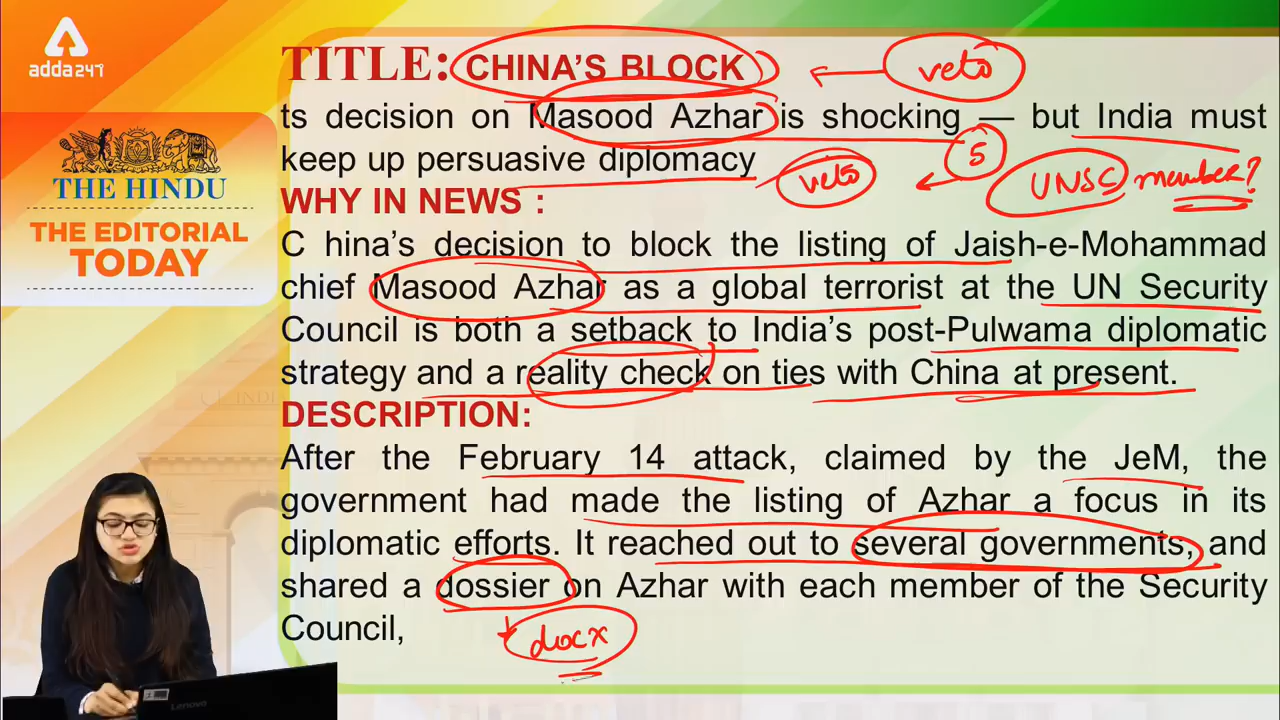 adda247
THE HINDU
THE EDITORIAL
TODAY
TITLE: CHINA'S BLOCK
veto
ts decision on Masood Azhar is shocking — but India must
keep up persuasive diplomacy
veto
5
UNSC member?
WHY IN NEWS :
C hina's decision to block the listing of Jaish-e-Mohammad
chief Masood Azhar as a global terrorist at the UN Security
Council is both a setback to India's post-Pulwama diplomatic
strategy and a reality check on ties with China at present.
DESCRIPTION:
After the February 14 attack, claimed by the JeM, the
government had made the listing of Azhar a focus in its
diplomatic efforts. It reached out to several governments, and
shared a dossier on Azhar with each member of the Security
Council,
docx
Lenovo